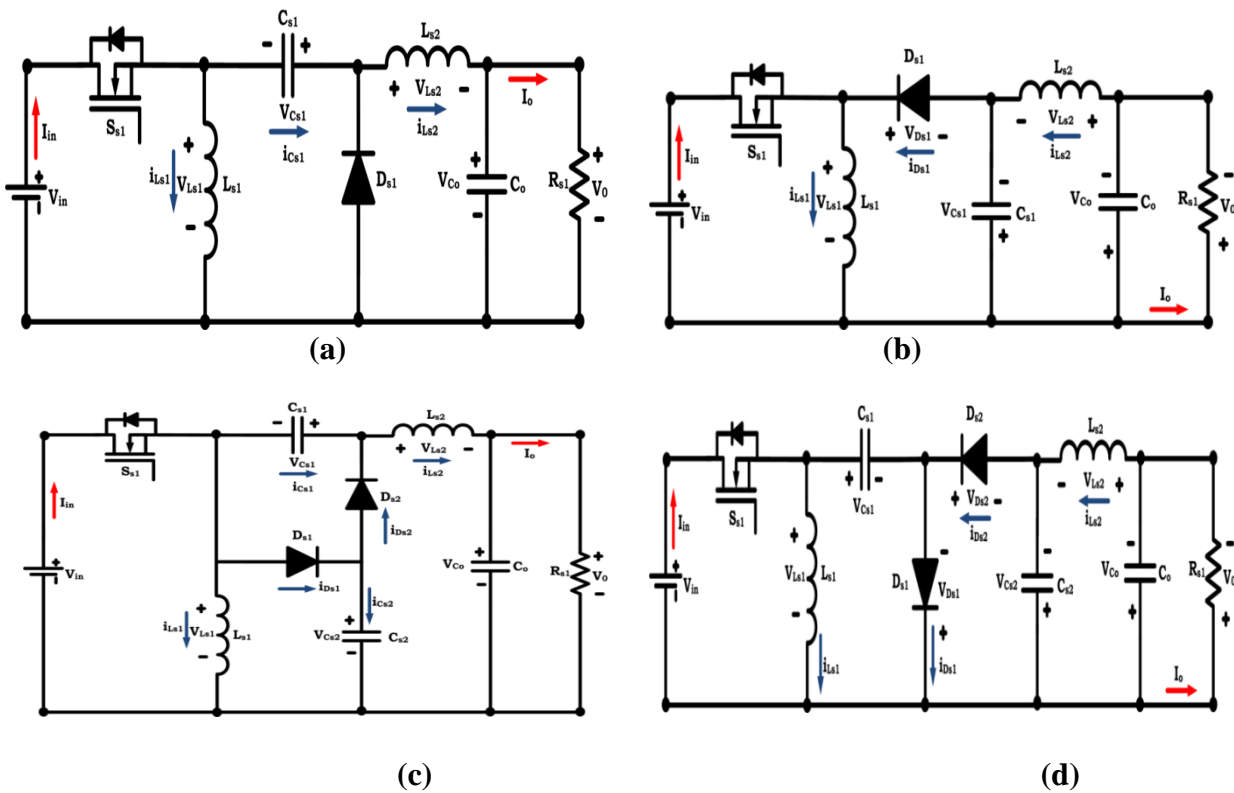 Cs1
- +
Ls2
Ss1
VCs1
iCs1
+ -
VLs2
iLs2
Io
Iin
+
Vin
iLs1
+
VLs1
-
Ls1
Ds1
VCo
+
-
Co
Rs1
+
V0
-
(a)
Ds1
Ls2
Ss1
+ VDs1 -
iDs1
- VLs2 +
iLs2
Iin
+
Vin
iLs1
+
VLs1
-
Ls1
VCs1
-
+
Cs1
VCo
-
+
Co
Rs1
-
V0
+
Io
(b)
Cs1
- +
Ls2
Ss1
VCs1
iCs1
+ VLs2 -
iLs2
Io
Iin
Ds2
iDs2
Ds1
iDs1
+
Vin
iLs1
+
VLs1
-
Ls1
iCs2
VCs2
+
-
Cs2
VCo
+
-
Co
Rs1
+
V0
-
(c)
Cs1
Ds2
Ls2
Ss1
+ -
VCs1
+ VDs2 -
iDs2
- VLs2 +
iLs2
Iin
+
Vin
+
VLs1
-
Ls1
iLs1
Ds1
-
VDs1
+
iDs1
VCs2
-
+
Cs2
VCo
-
+
Co
Rs1
-
V0
+
Io
(d)